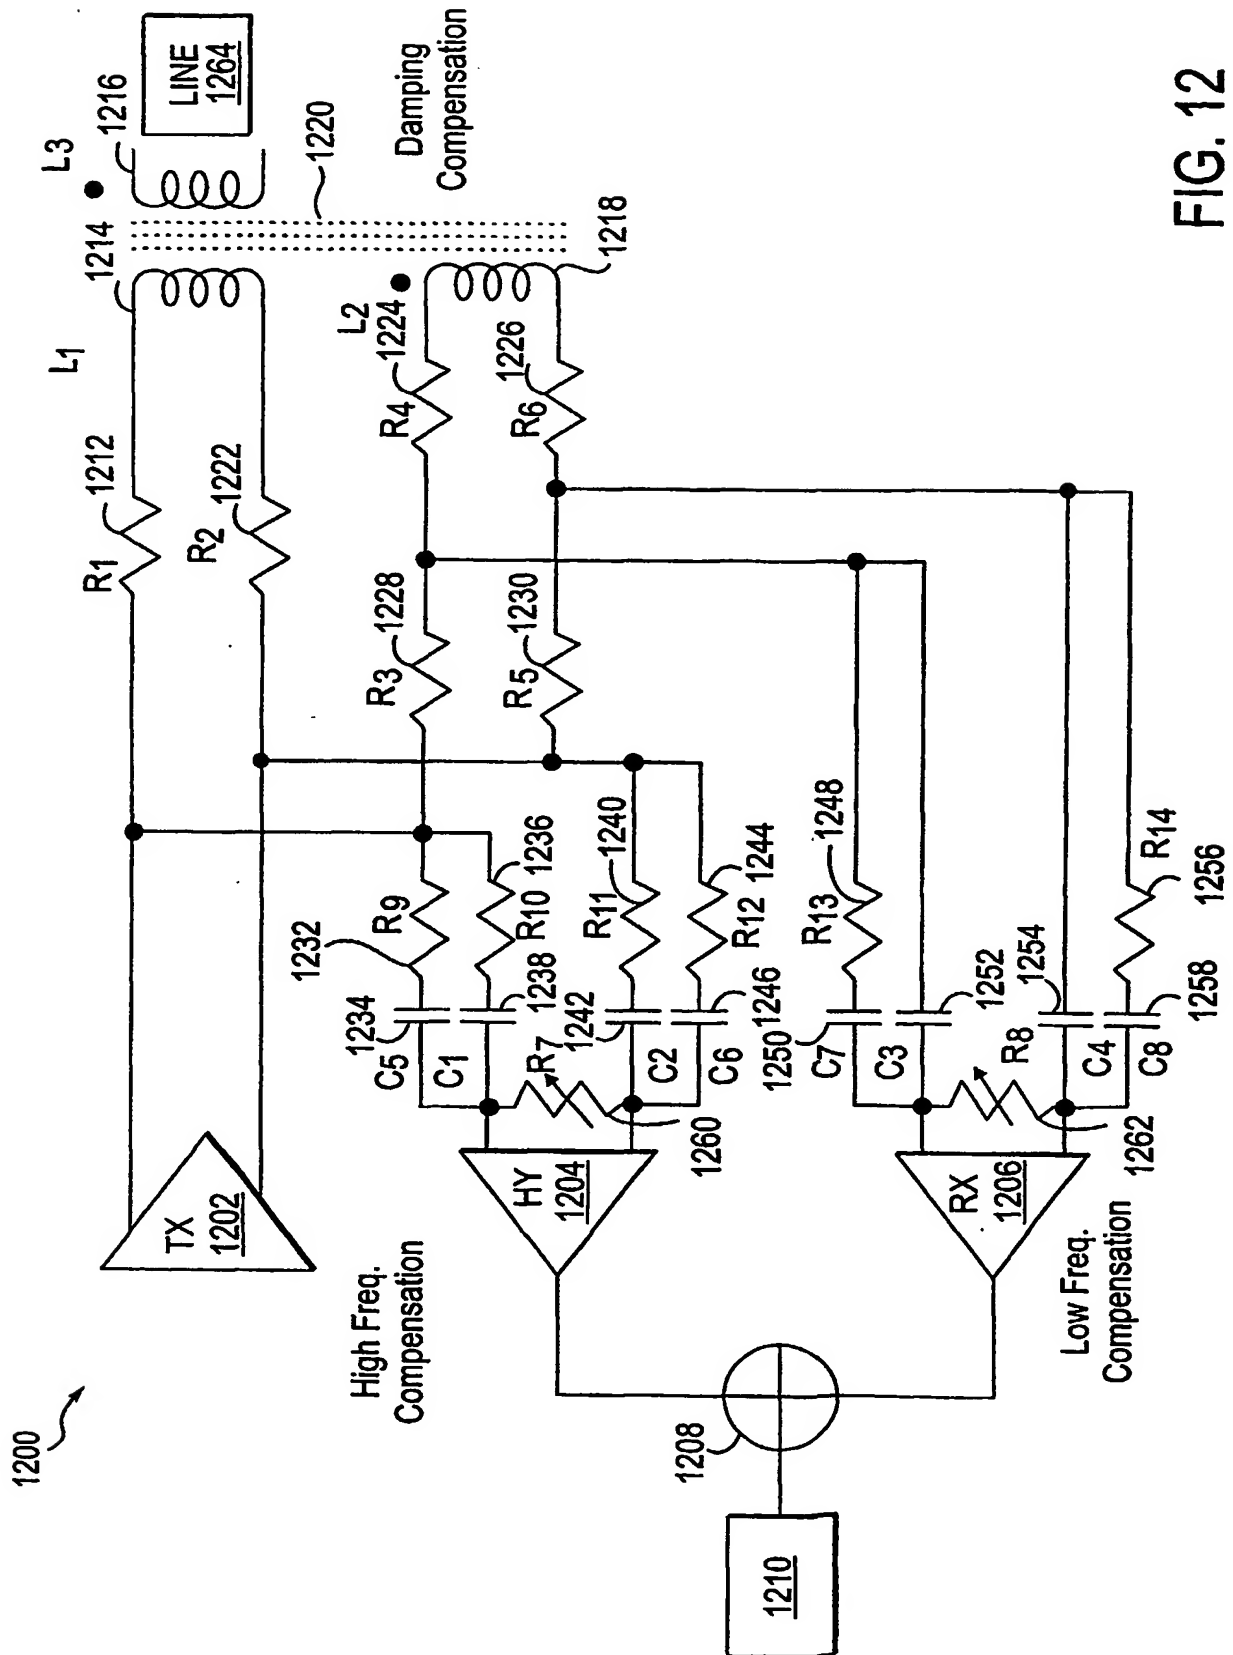 1200
TX
1202
High Freq.
Compensation
HY
1204
RX
1206
Low Freq.
Compensation
1208
1210
R1
1212
L1
1214
L3
1216
LINE
1264
R2
1222
1220
Damping
Compensation
L2
1224
R4
1226
R6
1218
R3
1228
R5
1230
1232
R9
1234
C5
1236
R10
1238
C1
R7
1260
1240
R11
1242
C2
1244
R12
1246
C6
1248
R13
1250
C7
1252
C3
R8
1262
1254
C4
R14
1256
1258
C8
FIG. 12